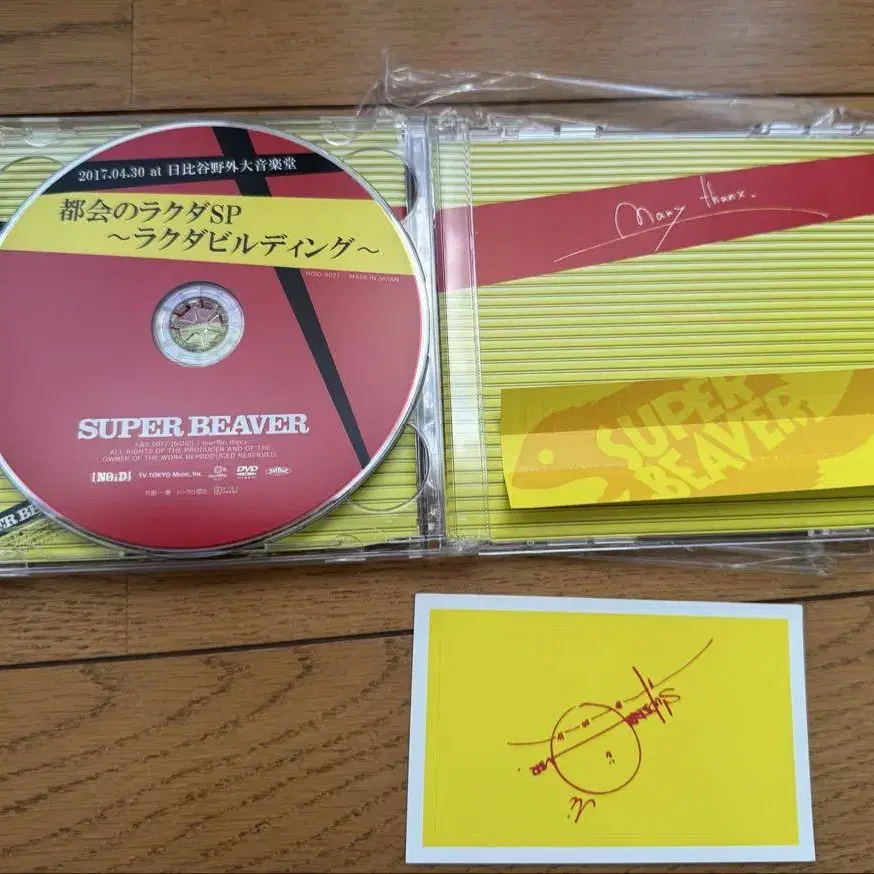 2017.04.30 at 日比谷野外大音楽堂
都会のラクダSP
〜ラクダビルディング〜
NOID-0021 MADE IN JAPAN
SUPER BEAVER
ALL RIGHTS OF THE PRODUCER AND OF THE
OWNER OF THE WORK REPRODUCED RESERVED.
[NOiD] TV TOKYO Music, Inc. DVD
Many thanx.
SUPER
BEAVER